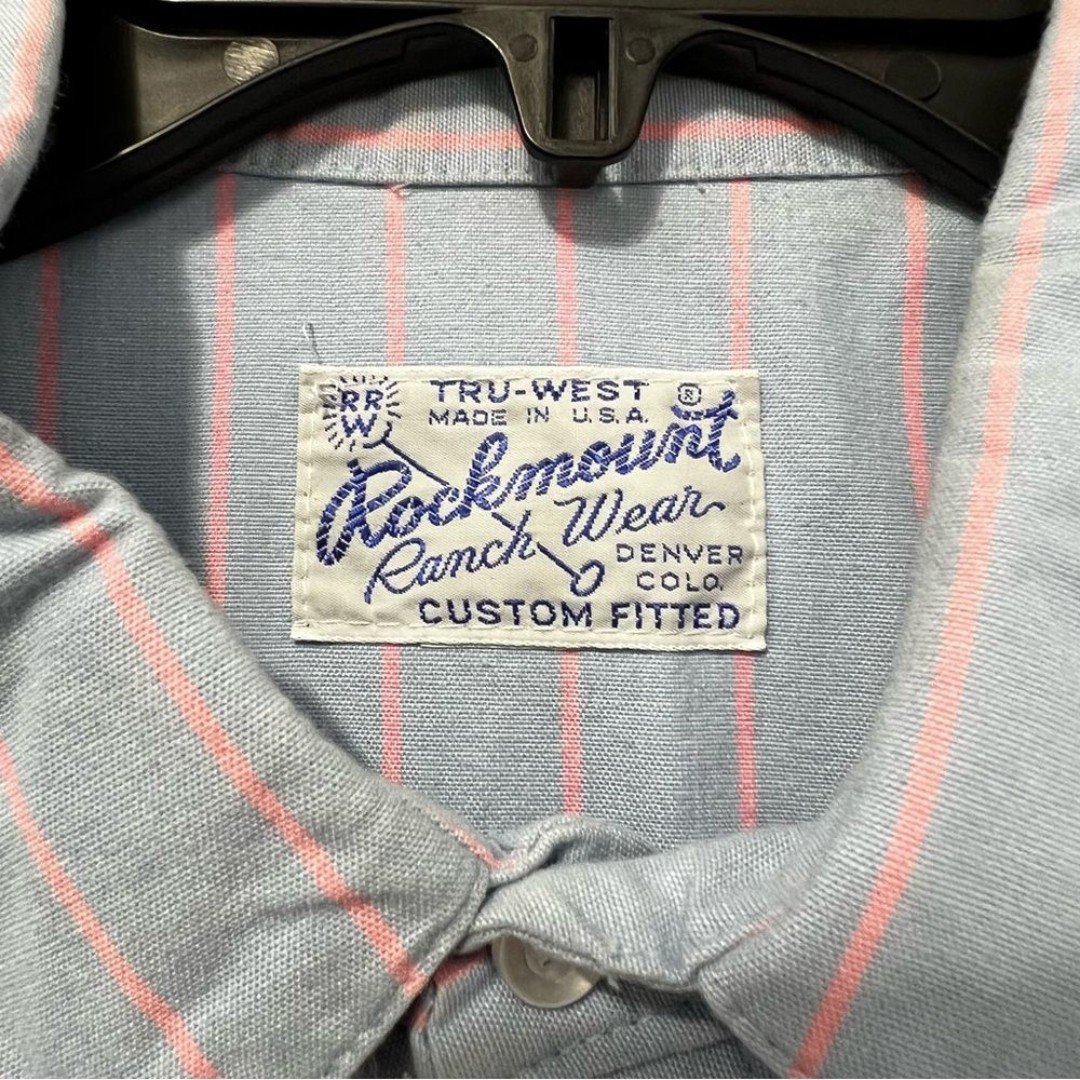 RR
W
TRU-WEST ®
MADE IN U.S.A.
Rockmount
Ranch Wear
DENVER
COLO.
CUSTOM FITTED